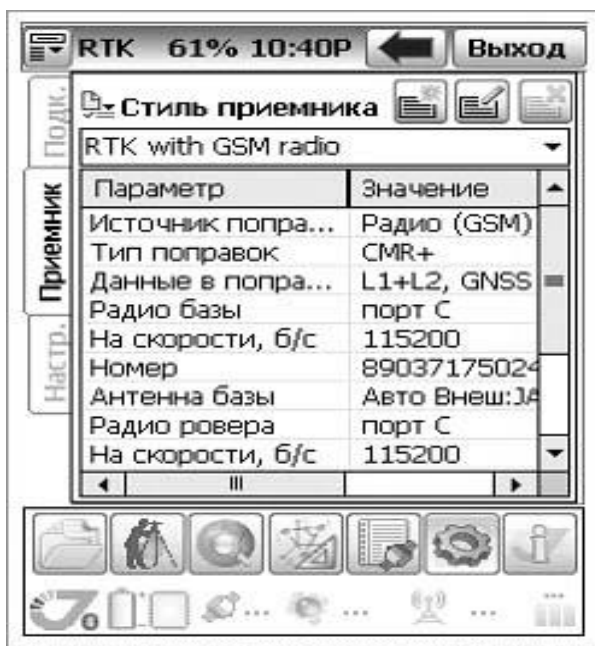 RTK 61% 10:40P Выход
Подк.
Приемник
Настр.
Стиль приемника
RTK with GSM radio
Параметр Значение
Источник попра... Радио (GSM)
Тип поправок CMR+
Данные в попра... L1+L2, GNSS
Радио базы порт C
На скорости, б/с 115200
Номер 89037175024
Антенна базы Авто Внеш:JA
Радио ровера порт C
На скорости, б/с 115200
0 ... ... ...